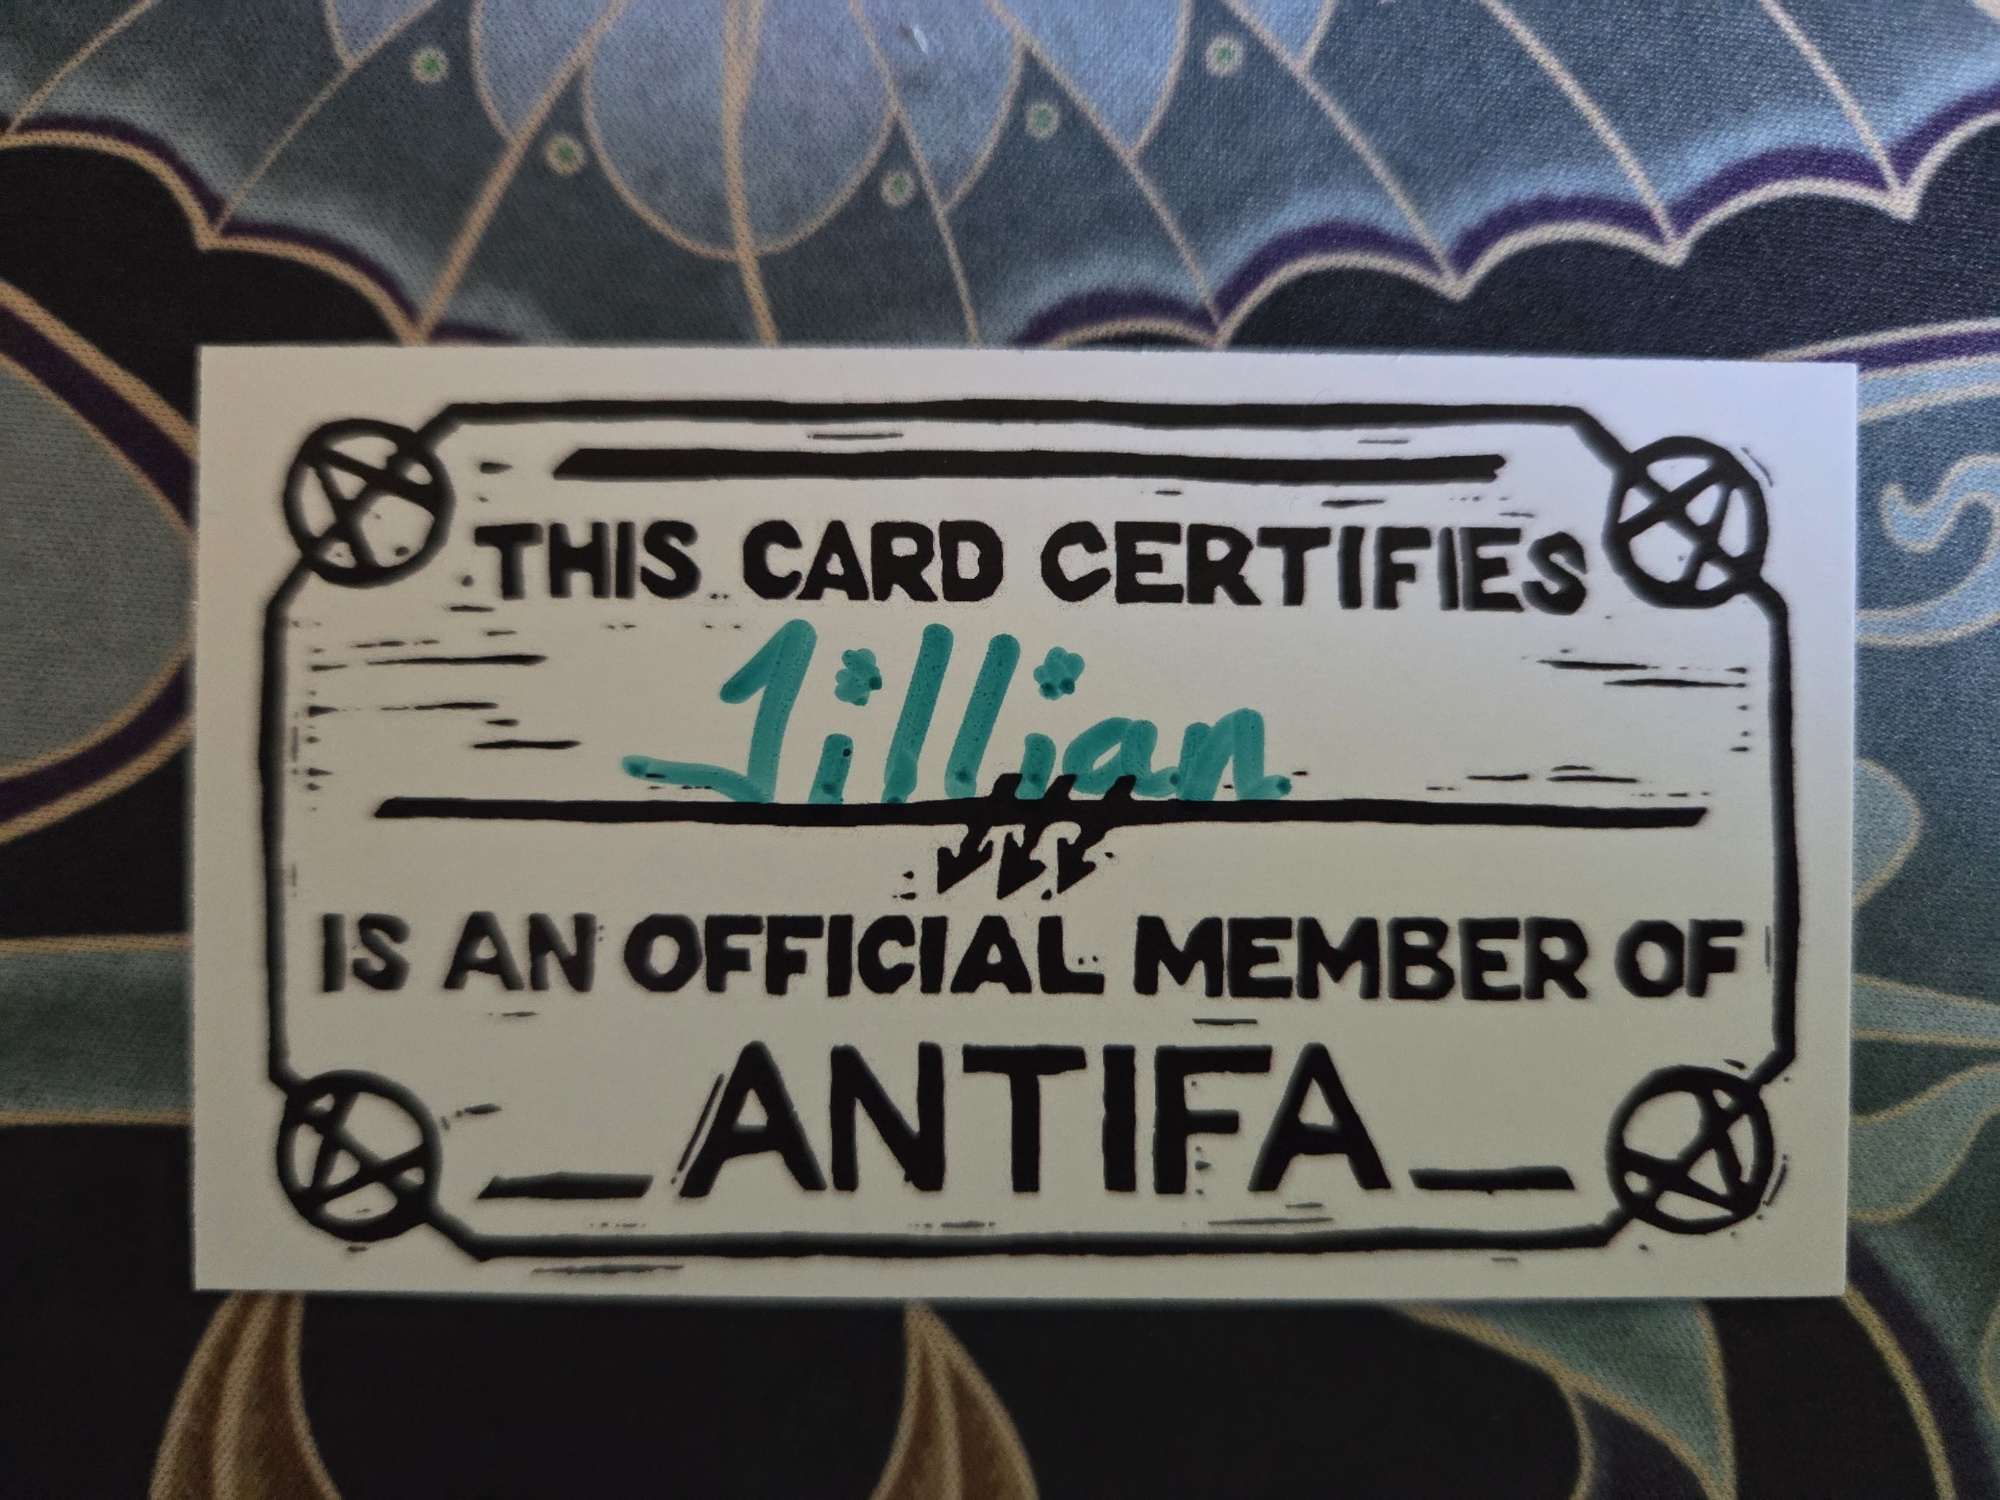 THIS CARD CERTIFIES
Jillian
IS AN OFFICIAL MEMBER OF
ANTIFA